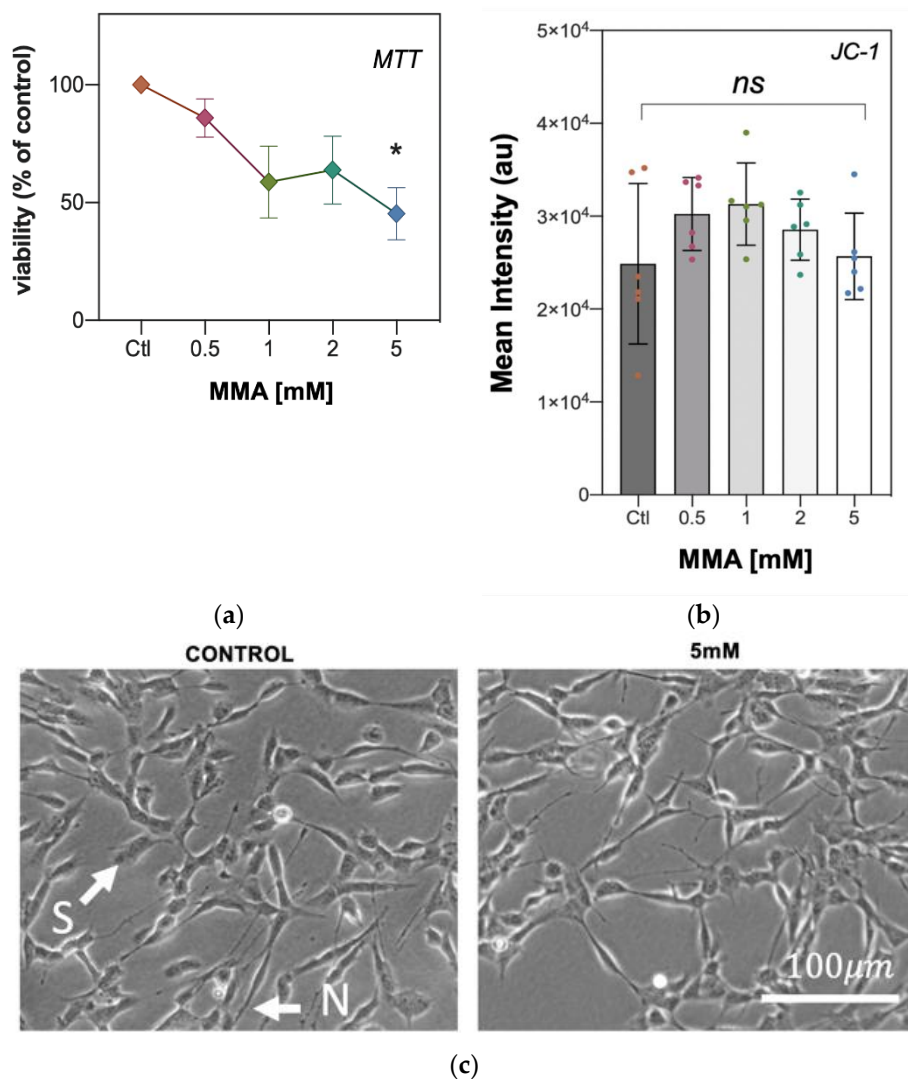 MTT
viability (% of control)
100
50
0
*
Ctl
0.5
1
2
5
MMA [mM]
(a)
JC-1
ns
Mean Intensity (au)
5×10⁴
4×10⁴
3×10⁴
2×10⁴
1×10⁴
0
Ctl
0.5
1
2
5
MMA [mM]
(b)
CONTROL
S
N
5mM
100μm
(c)